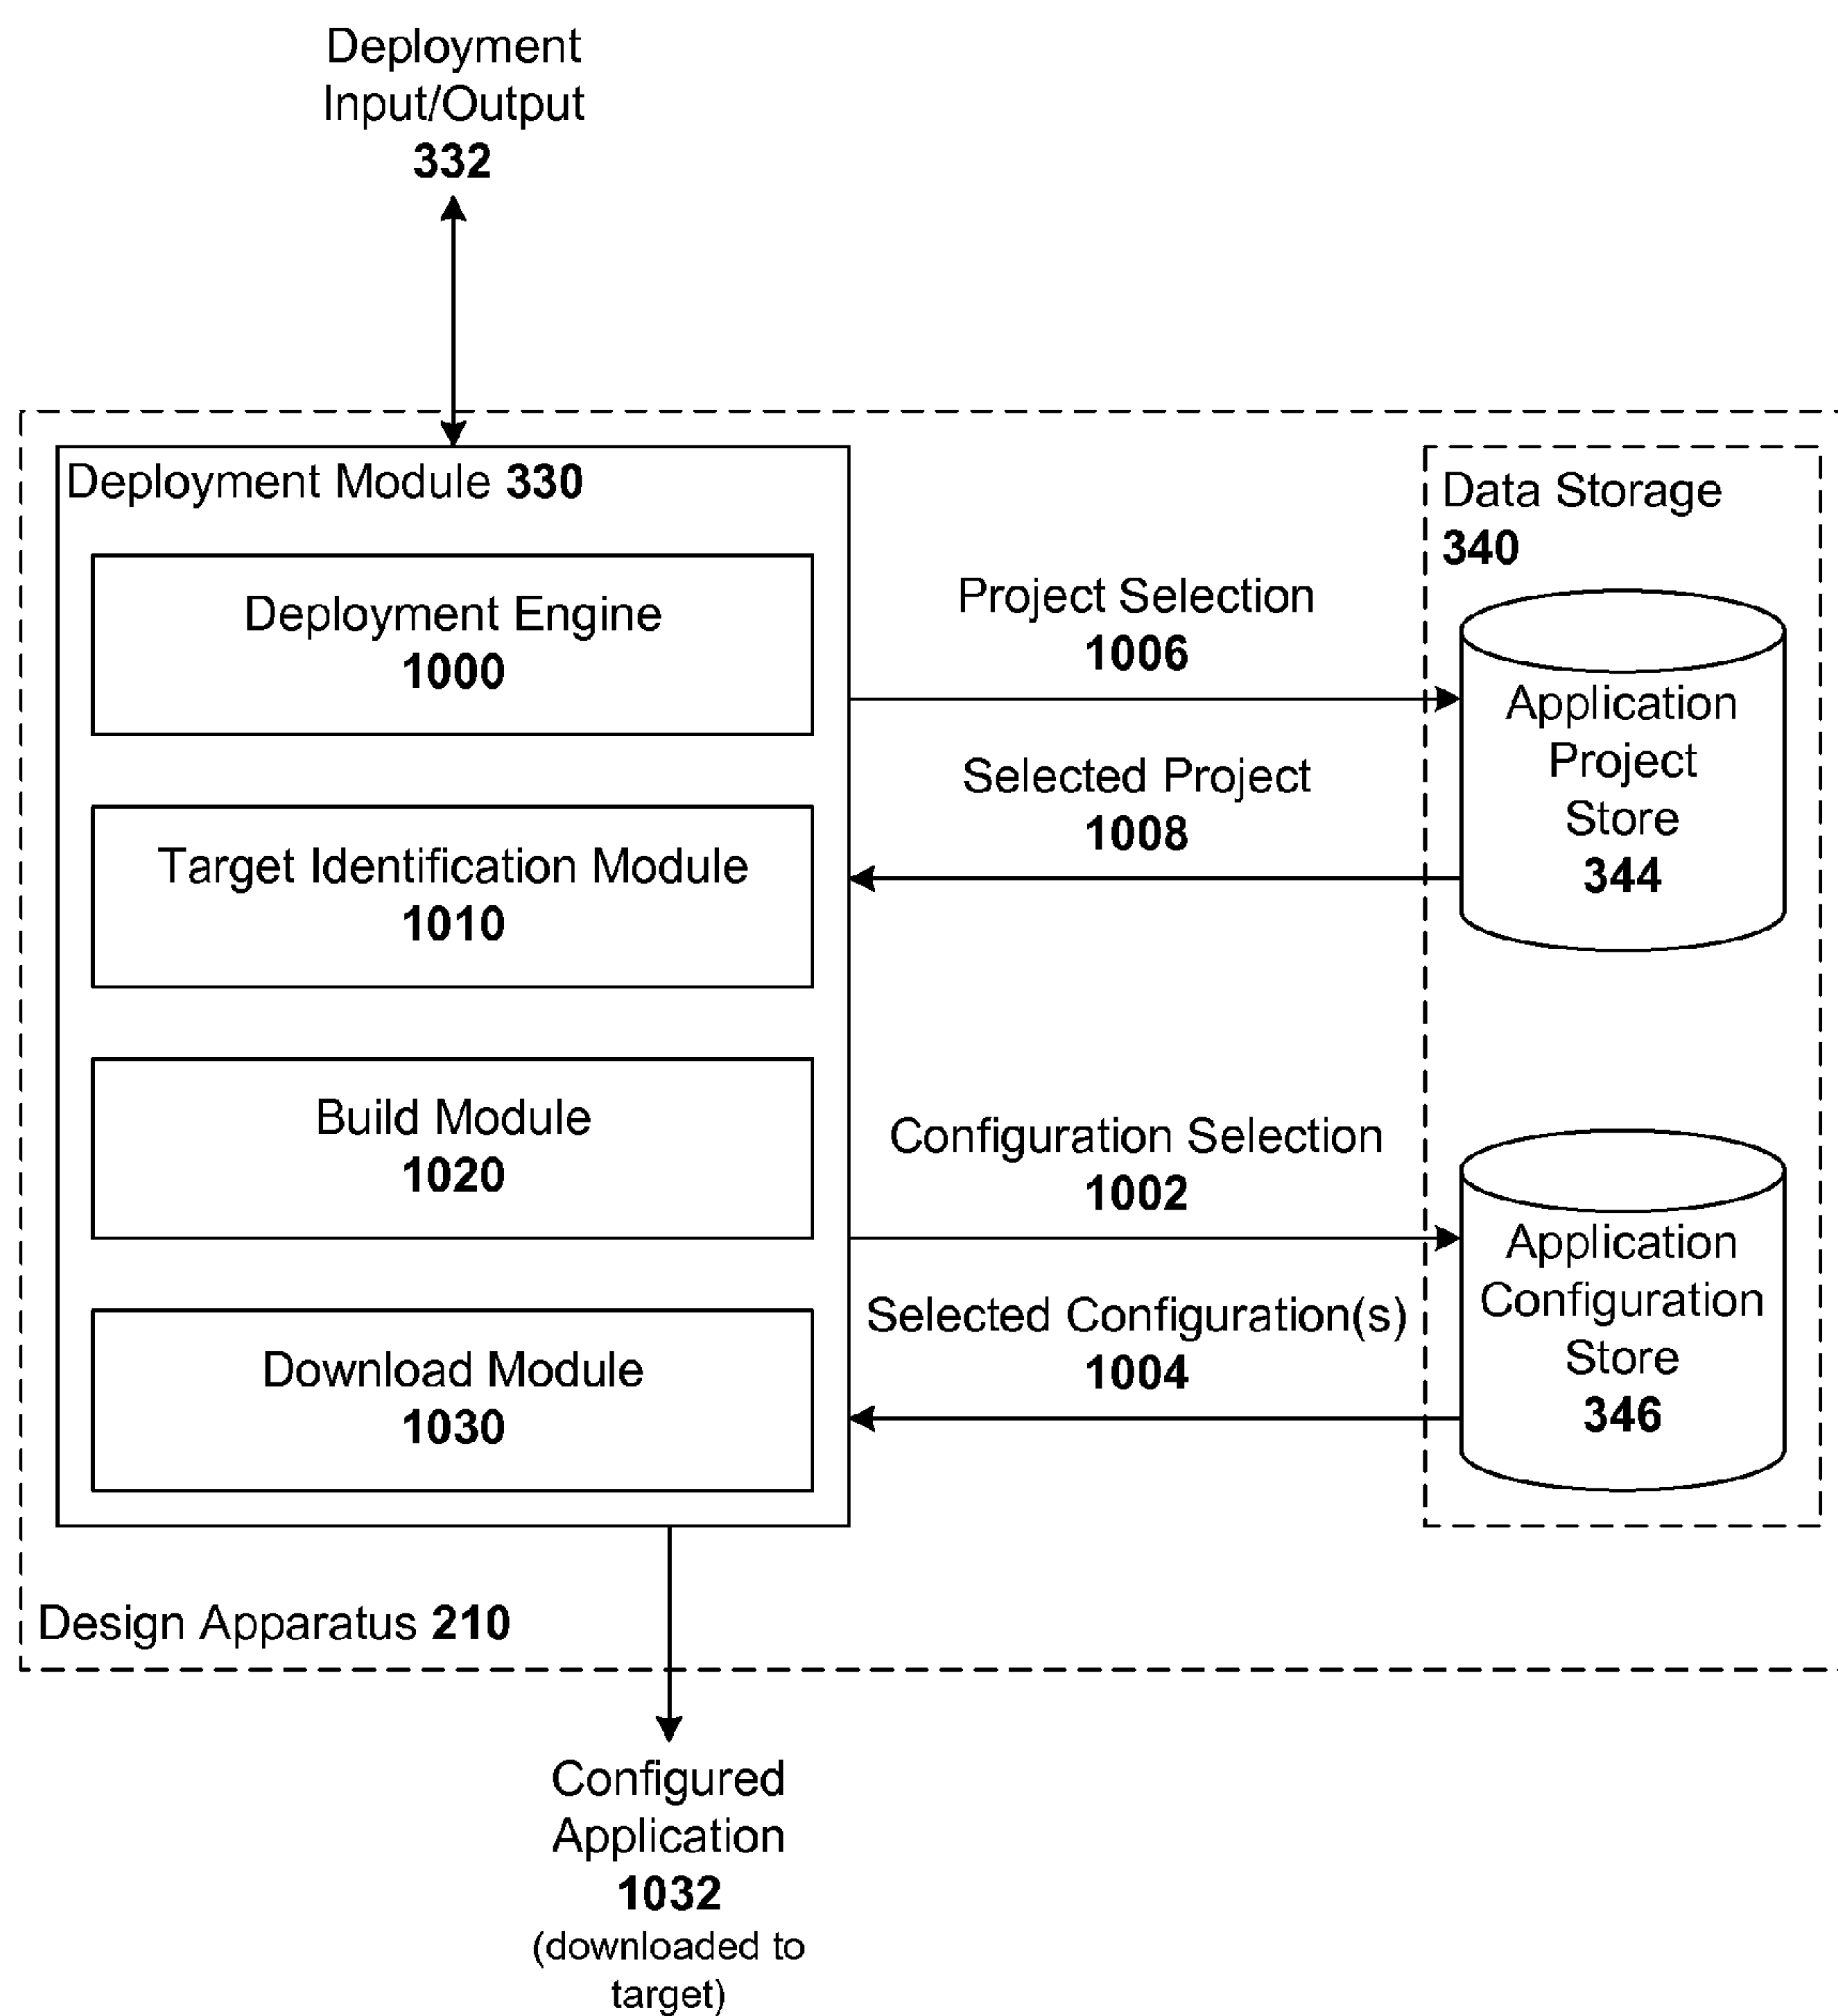 Deployment
Input/Output
332
Deployment Module 330
Deployment Engine
1000
Target Identification Module
1010
Build Module
1020
Download Module
1030
Project Selection
1006
Selected Project
1008
Configuration Selection
1002
Selected Configuration(s)
1004
Data Storage
340
Application
Project
Store
344
Application
Configuration
Store
346
Design Apparatus 210
Configured
Application
1032
(downloaded to
target)